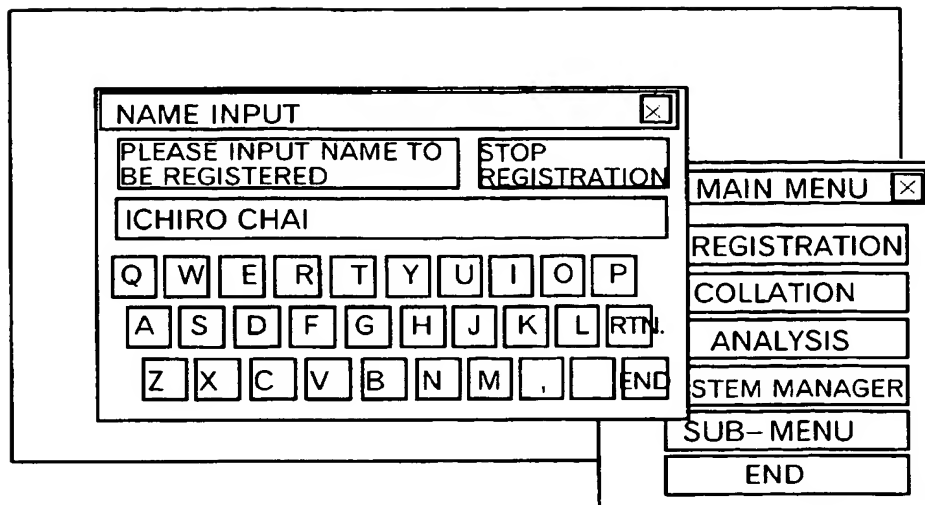 NAME INPUT
PLEASE INPUT NAME TO
BE REGISTERED
STOP
REGISTRATION
ICHIRO CHAI
Q W E R T Y U I O P
A S D F G H J K L RTN.
Z X C V B N M , END
MAIN MENU
REGISTRATION
COLLATION
ANALYSIS
STEM MANAGER
SUB-MENU
END